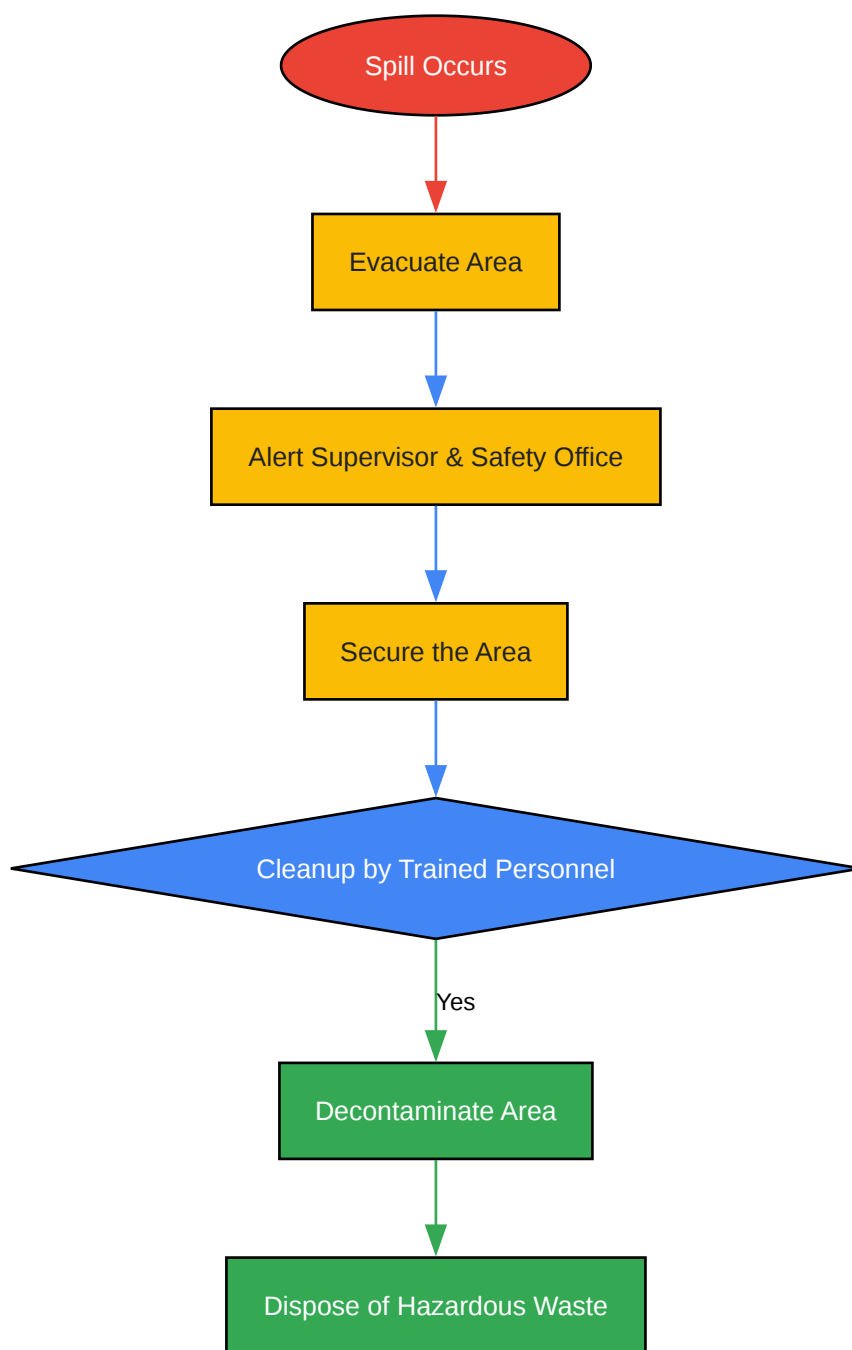 Spill Occurs
Evacuate Area
Alert Supervisor & Safety Office
Secure the Area
Cleanup by Trained Personnel
Yes
Decontaminate Area
Dispose of Hazardous Waste